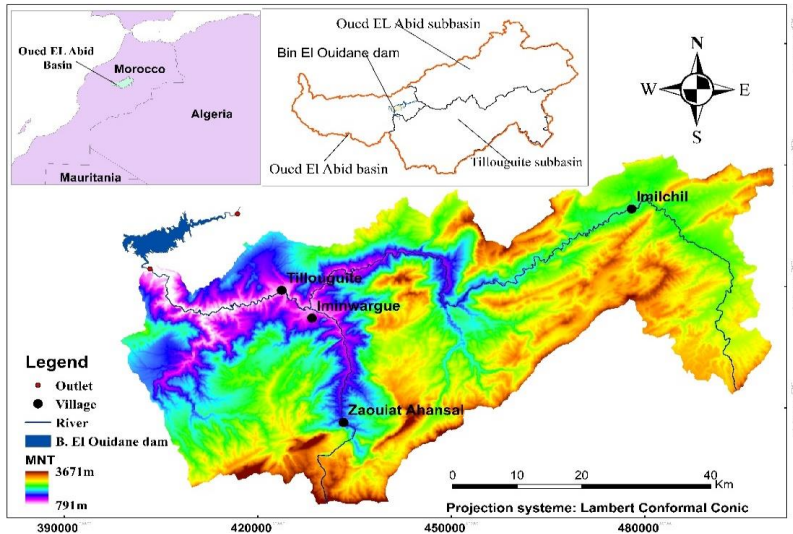 Oued EL Abid
Basin
Morocco
Algeria
Mauritania
Oued EL Abid subbasin
Bin El Ouidane dam
Oued El Abid basin
Tillouguite subbasin
N
W
E
S
Imilchil
Tillouguite
Iminwargue
Zaouiat Ahansal
Legend
Outlet
Village
River
B. El Ouidane dam
MNT
3671m
791m
0 10 20 40
Km
Projection systeme: Lambert Conformal Conic
390000 420000 450000 480000